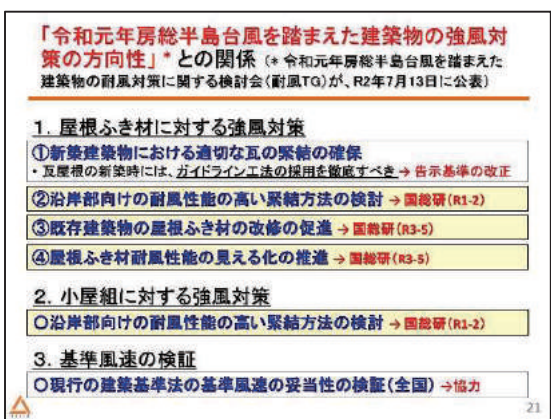 「令和元年房総半島台風を踏まえた建築物の強風対
策の方向性」*との関係 (* 令和元年房総半島台風を踏まえた
建築物の耐風対策に関する検討会(耐風TG)が、R2年7月13日に公表)
1. 屋根ふき材に対する強風対策
①新築建築物における適切な瓦の緊結の確保
・瓦屋根の新築時には、ガイドライン工法の採用を徹底すべき→ 告示基準の改正
②沿岸部向けの耐風性能の高い緊結方法の検討 → 国総研(R1-2)
③既存建築物の屋根ふき材の改修の促進 → 国総研(R3-5)
④屋根ふき材耐風性能の見える化の推進 → 国総研(R3-5)
2. 小屋組に対する強風対策
〇沿岸部向けの耐風性能の高い緊結方法の検討 → 国総研(R1-2)
3. 基準風速の検証
〇現行の建築基準法の基準風速の妥当性の検証(全国) →協力
21